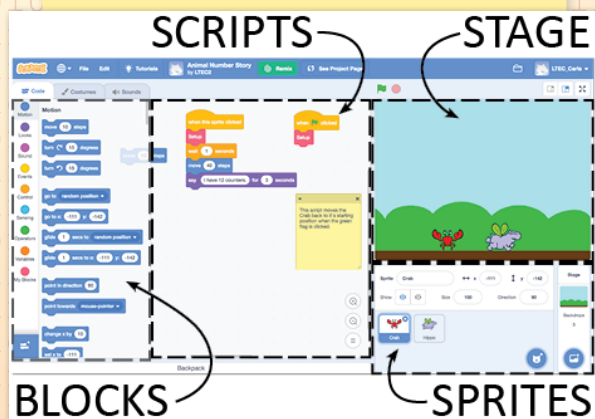 SCRIPTS
STAGE
SCRATCH
File
Edit
Tutorials
Animal Number Story
by LTEC2
Remix
See Project Page
LTEC_Carla
Code
Costumes
Sounds
Motion
Looks
Sound
Events
Control
Sensing
Operators
Variables
My Blocks
Motion
move 10 steps
turn 15 degrees
turn 15 degrees
go to random position
go to x: -111 y: -142
glide 1 secs to random position
glide 1 secs to x: -111 y: -142
point in direction 90
point towards mouse-pointer
change x by 10
set x to -111
when this sprite clicked
Setup
wait seconds
move steps
say I have 12 counters. for seconds
when clicked
Setup
This script moves the
Crab back to it's starting
position when the green
flag is clicked.
Backpack
Sprite Crab x -111 y -142
Show Size 100 Direction 90
Crab
Hippo
Stage
Backdrops
BLOCKS
SPRITES